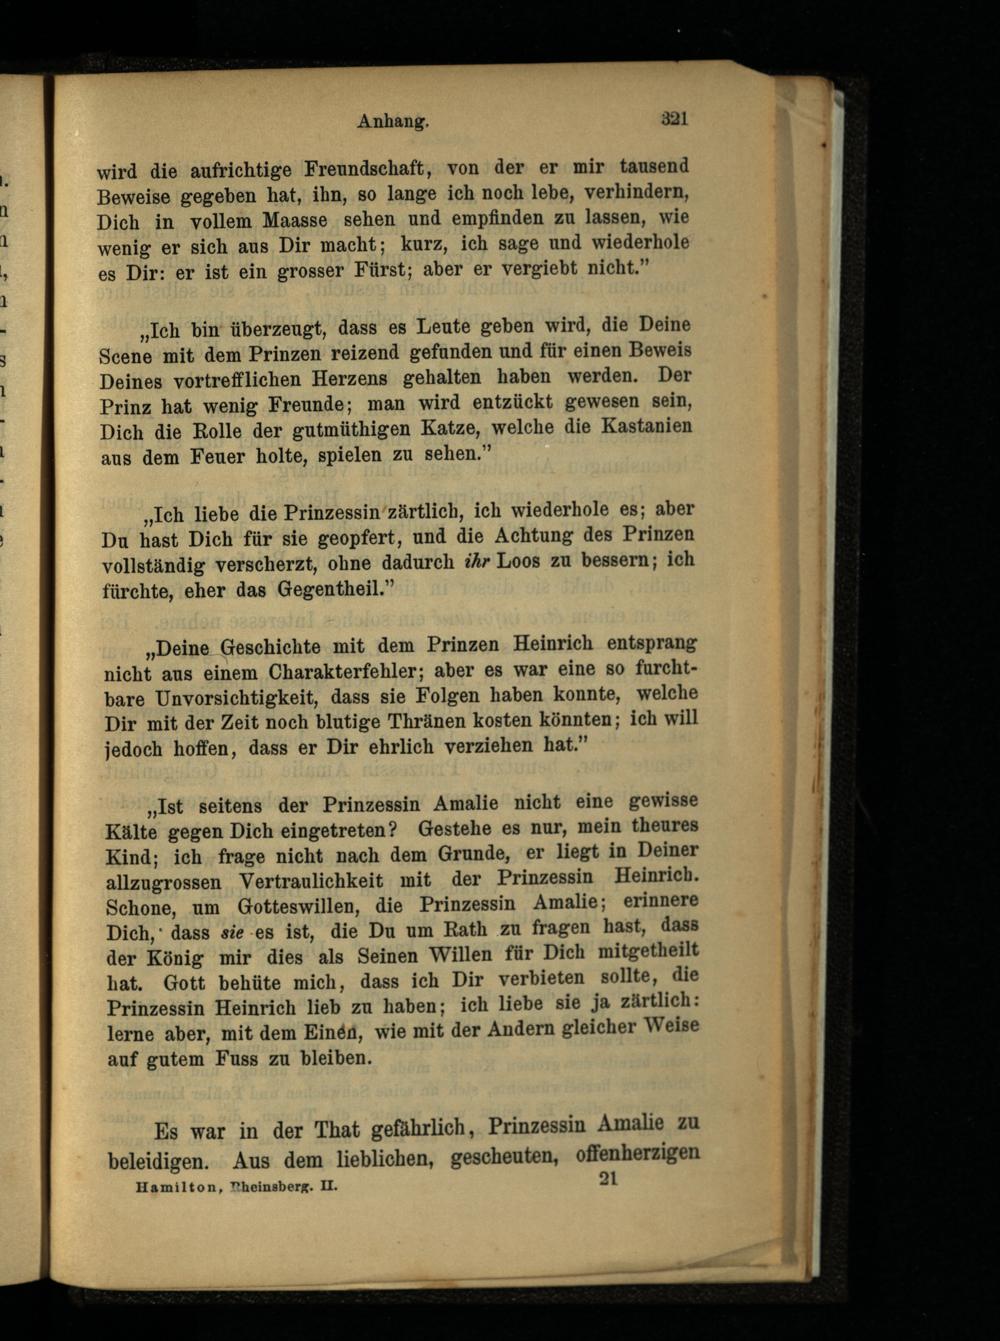 Anhang. 321
wird die aufrichtige Freundschaft, von der er mir tausend
Beweise gegeben hat, ihn, so lange ich noch lebe, verhindern,
Dich in vollem Maasse sehen und empfinden zu lassen, wie
wenig er sich aus Dir macht; kurz, ich sage und wiederhole
es Dir: er ist ein grosser Fürst; aber er vergiebt nicht.”
„Ich bin überzeugt, dass es Leute geben wird, die Deine
Scene mit dem Prinzen reizend gefunden und für einen Beweis
Deines vortrefflichen Herzens gehalten haben werden. Der
Prinz hat wenig Freunde; man wird entzückt gewesen sein,
Dich die Rolle der gutmüthigen Katze, welche die Kastanien
aus dem Feuer holte, spielen zu sehen.”
„Ich liebe die Prinzessin zärtlich, ich wiederhole es; aber
Du hast Dich für sie geopfert, und die Achtung des Prinzen
vollständig verscherzt, ohne dadurch ihr Loos zu bessern; ich
fürchte, eher das Gegentheil.”
„Deine Geschichte mit dem Prinzen Heinrich entsprang
nicht aus einem Charakterfehler; aber es war eine so furcht-
bare Unvorsichtigkeit, dass sie Folgen haben konnte, welche
Dir mit der Zeit noch blutige Thränen kosten könnten; ich will
jedoch hoffen, dass er Dir ehrlich verziehen hat.”
„Ist seitens der Prinzessin Amalie nicht eine gewisse
Kälte gegen Dich eingetreten? Gestehe es nur, mein theures
Kind; ich frage nicht nach dem Grunde, er liegt in Deiner
allzugrossen Vertraulichkeit mit der Prinzessin Heinrich.
Schone, um Gotteswillen, die Prinzessin Amalie; erinnere
Dich, dass sie es ist, die Du um Rath zu fragen hast, dass
der König mir dies als Seinen Willen für Dich mitgetheilt
hat. Gott behüte mich, dass ich Dir verbieten sollte, die
Prinzessin Heinrich lieb zu haben; ich liebe sie ja zärtlich:
lerne aber, mit dem Einen, wie mit der Andern gleicher Weise
auf gutem Fuss zu bleiben.
Es war in der That gefährlich, Prinzessin Amalie zu
beleidigen. Aus dem lieblichen, gescheuten, offenherzigen
Hamilton, Rheinsberg. II. 21